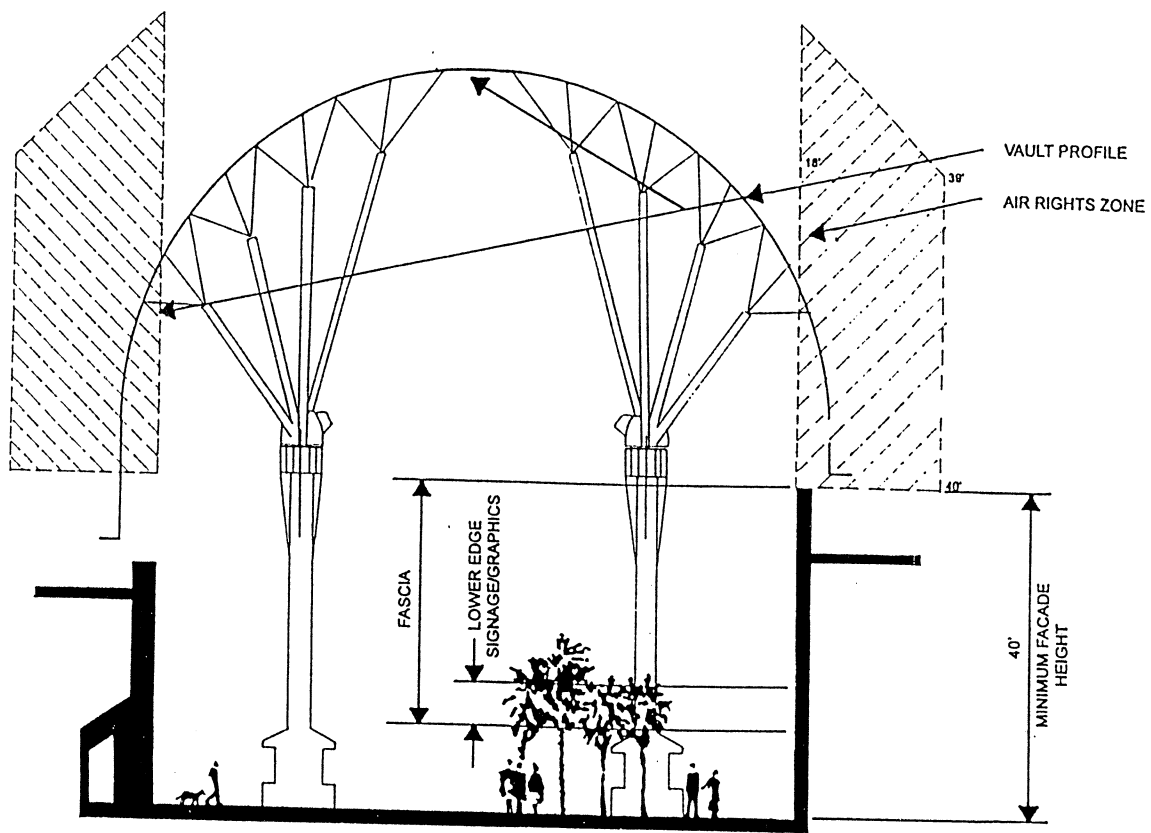 VAULT PROFILE
18'
39'
AIR RIGHTS ZONE
40'
FASCIA
LOWER EDGE
SIGNAGE/GRAPHICS
40'
MINIMUM FACADE
HEIGHT